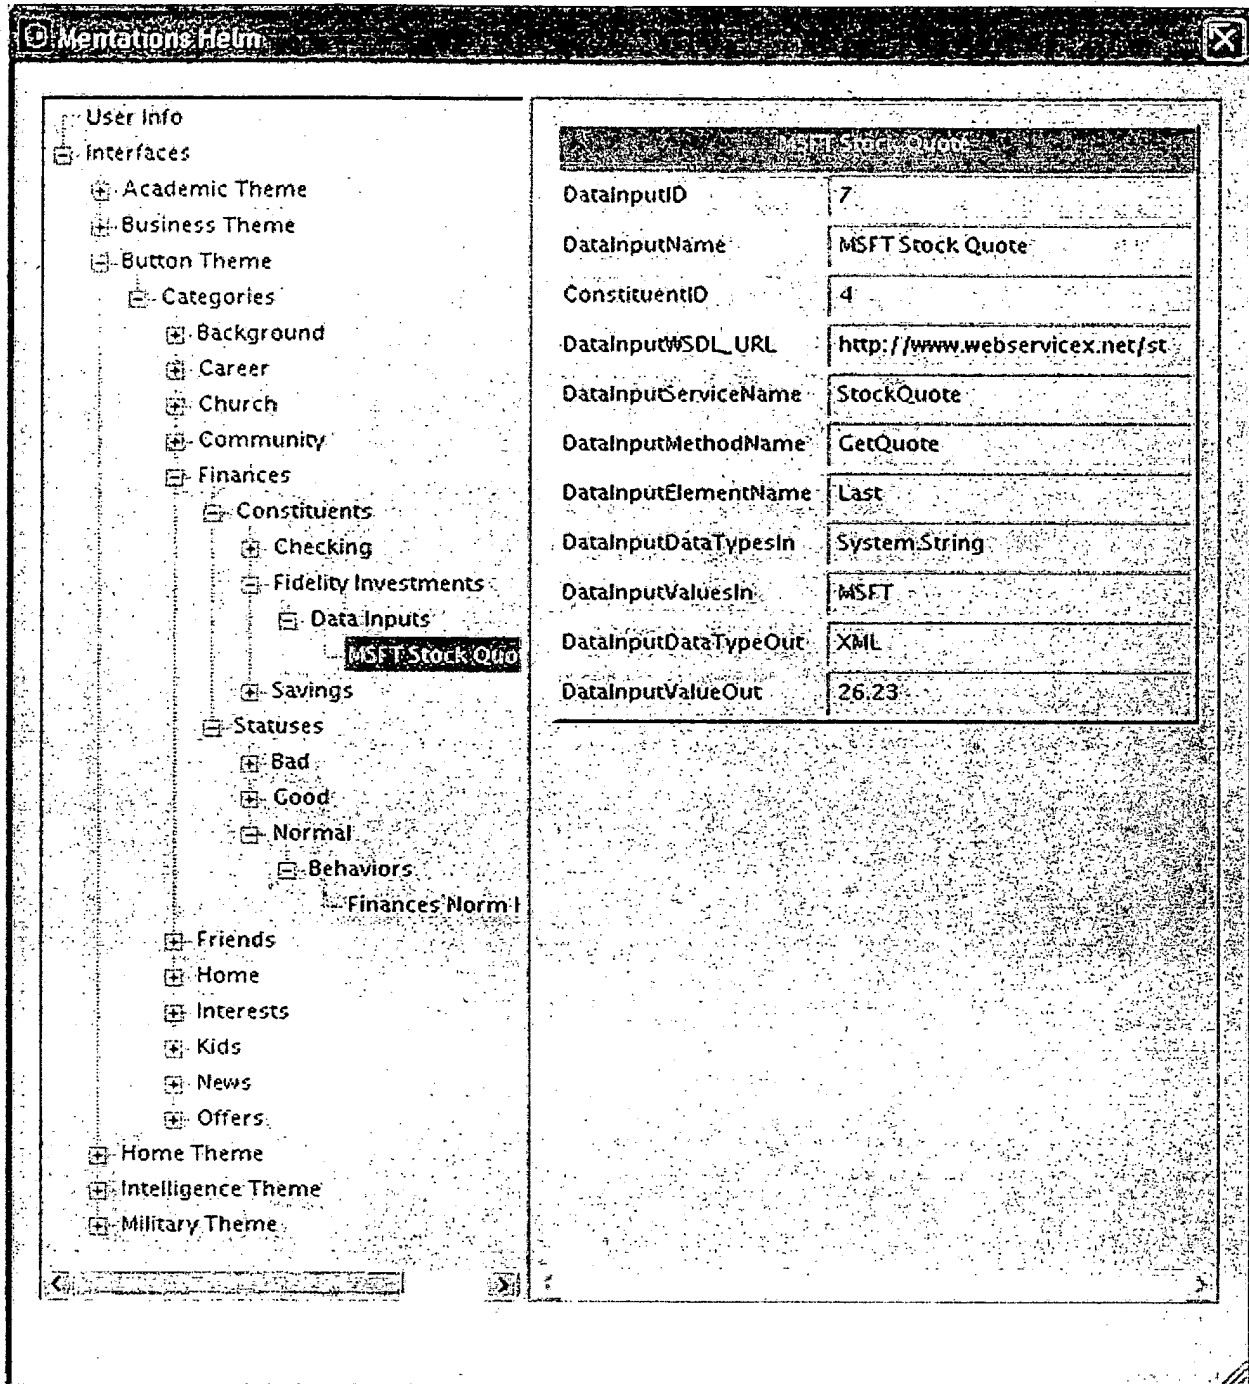 Mentations Helm
User Info
Interfaces
Academic Theme
Business Theme
Button Theme
Categories
Background
Career
Church
Community
Finances
Constituents
Checking
Fidelity Investments
Data Inputs
MSFT Stock Quo
Savings
Statuses
Bad
Good
Normal
Behaviors
Finances Norm I
Friends
Home
Interests
Kids
News
Offers
Home Theme
Intelligence Theme
Military Theme
MSFT Stock Quote
DataInputID 7
DataInputName MSFT Stock Quote
ConstituentID 4
DataInputWSDL_URL http://www.webservicex.net/st
DataInputServiceName StockQuote
DataInputMethodName GetQuote
DataInputElementName Last
DataInputDataTypesIn System.String
DataInputValuesIn MSFT
DataInputDataTypeOut XML
DataInputValueOut 26.23